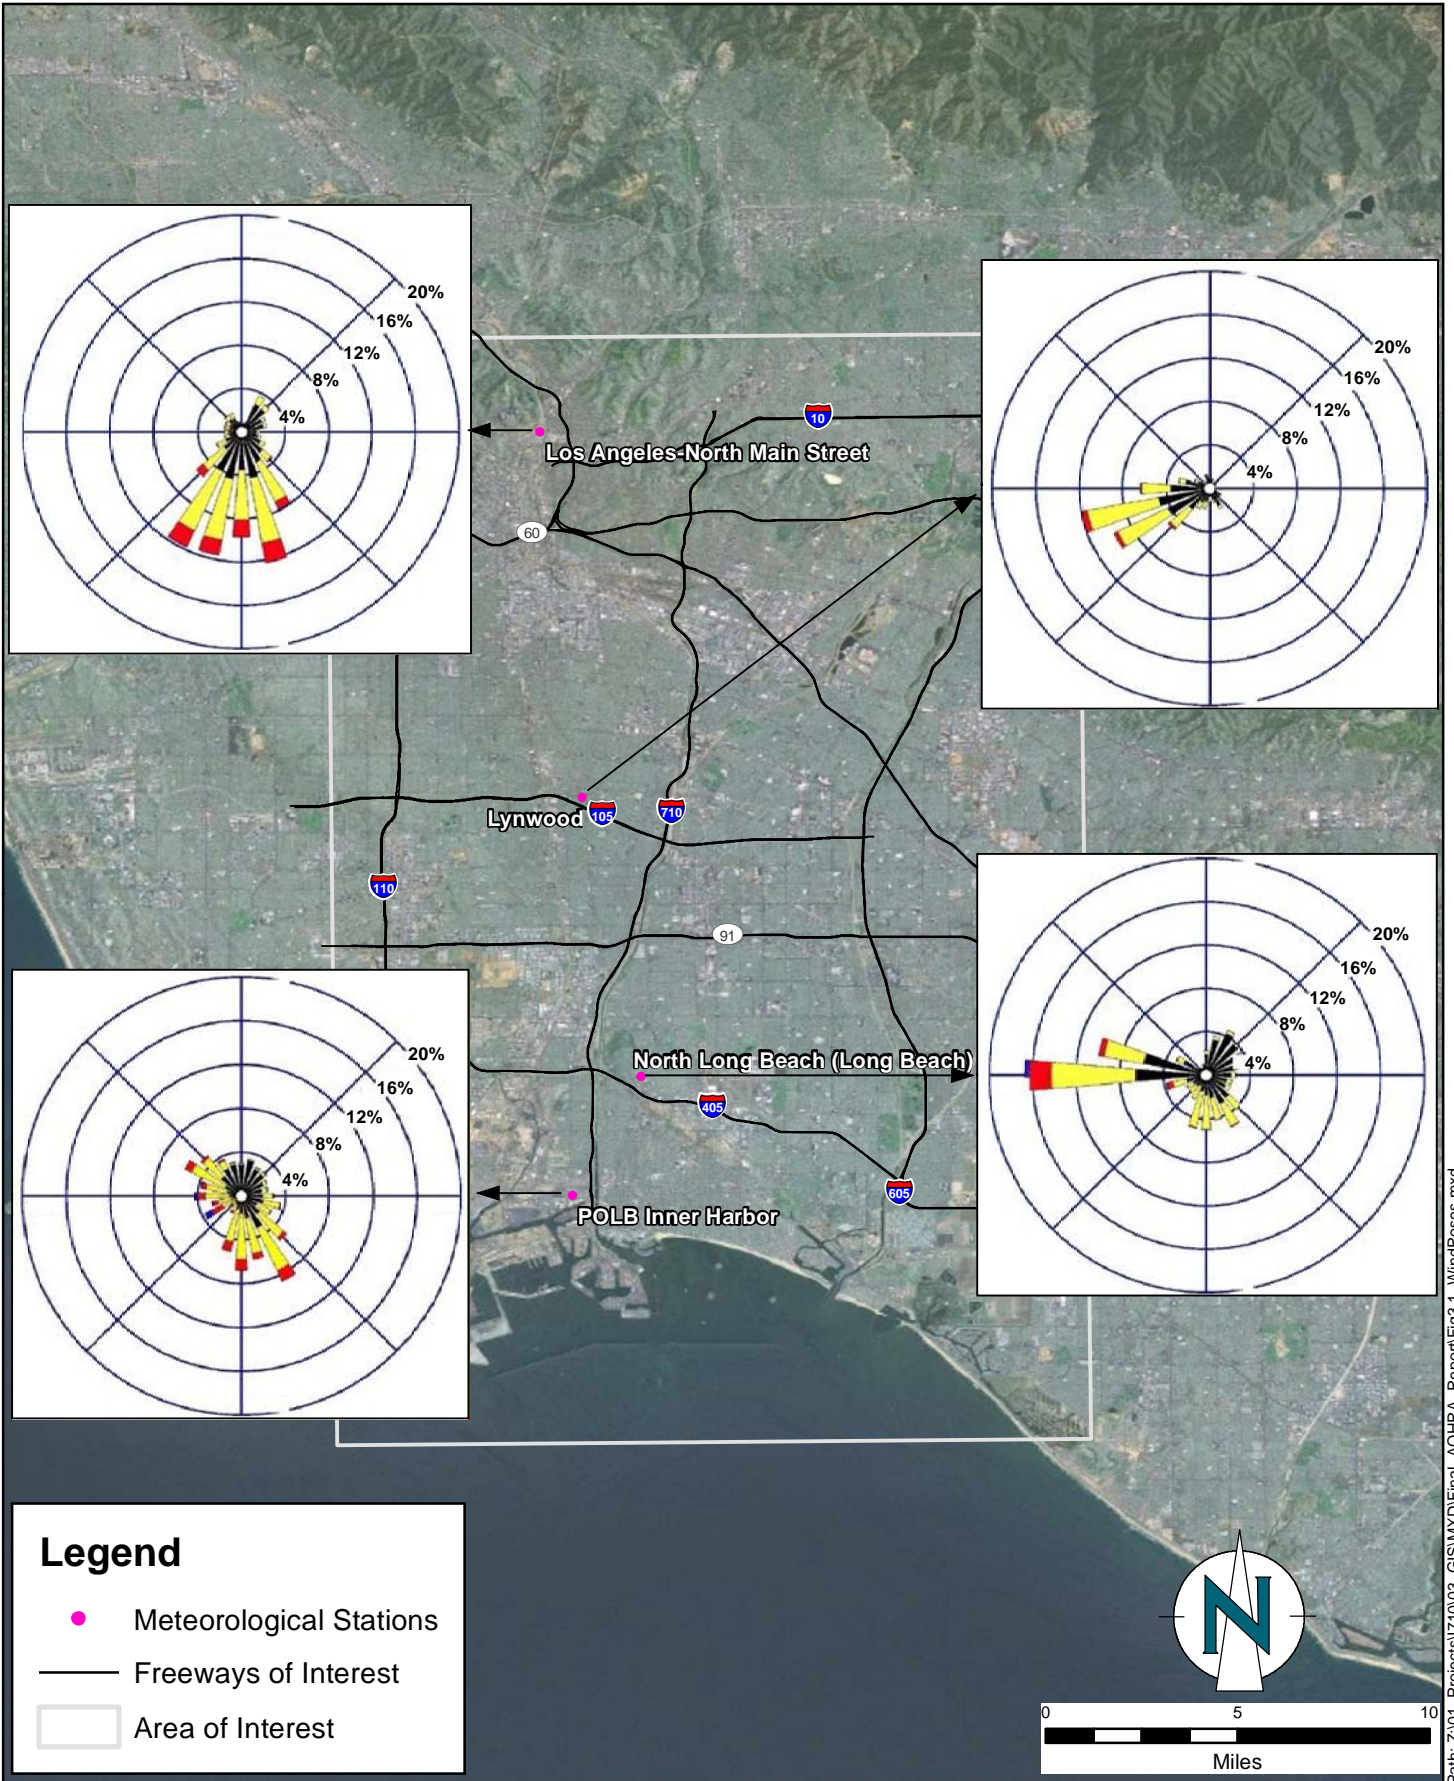 20%
16%
12%
8%
4%
20%
16%
12%
8%
4%
10
Los Angeles-North Main Street
60
Lynwood
105
710
110
91
20%
16%
12%
8%
4%
20%
16%
12%
8%
4%
North Long Beach (Long Beach)
405
605
POLB Inner Harbor
Legend
Meteorological Stations
Freeways of Interest
Area of Interest
N
0 5 10
Miles